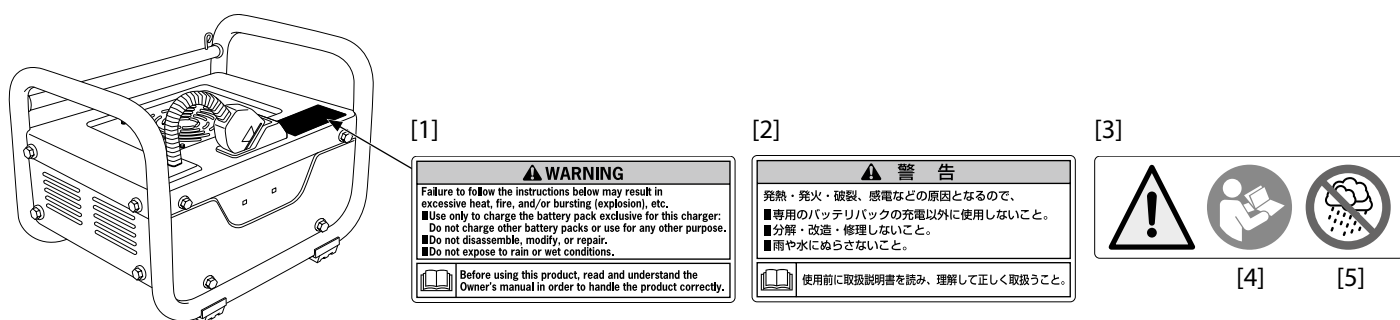 [1]
⚠ WARNING
Failure to follow the instructions below may result in
excessive heat, fire, and/or bursting (explosion), etc.
■Use only to charge the battery pack exclusive for this charger:
Do not charge other battery packs or use for any other purpose.
■Do not disassemble, modify, or repair.
■Do not expose to rain or wet conditions.
Before using this product, read and understand the
Owner's manual in order to handle the product correctly.
[2]
⚠ 警 告
発熱・発火・破裂、感電などの原因となるので、
■専用のバッテリパックの充電以外に使用しないこと。
■分解・改造・修理しないこと。
■雨や水にぬらさないこと。
使用前に取扱説明書を読み、理解して正しく取扱うこと。
[3]
[4]
[5]